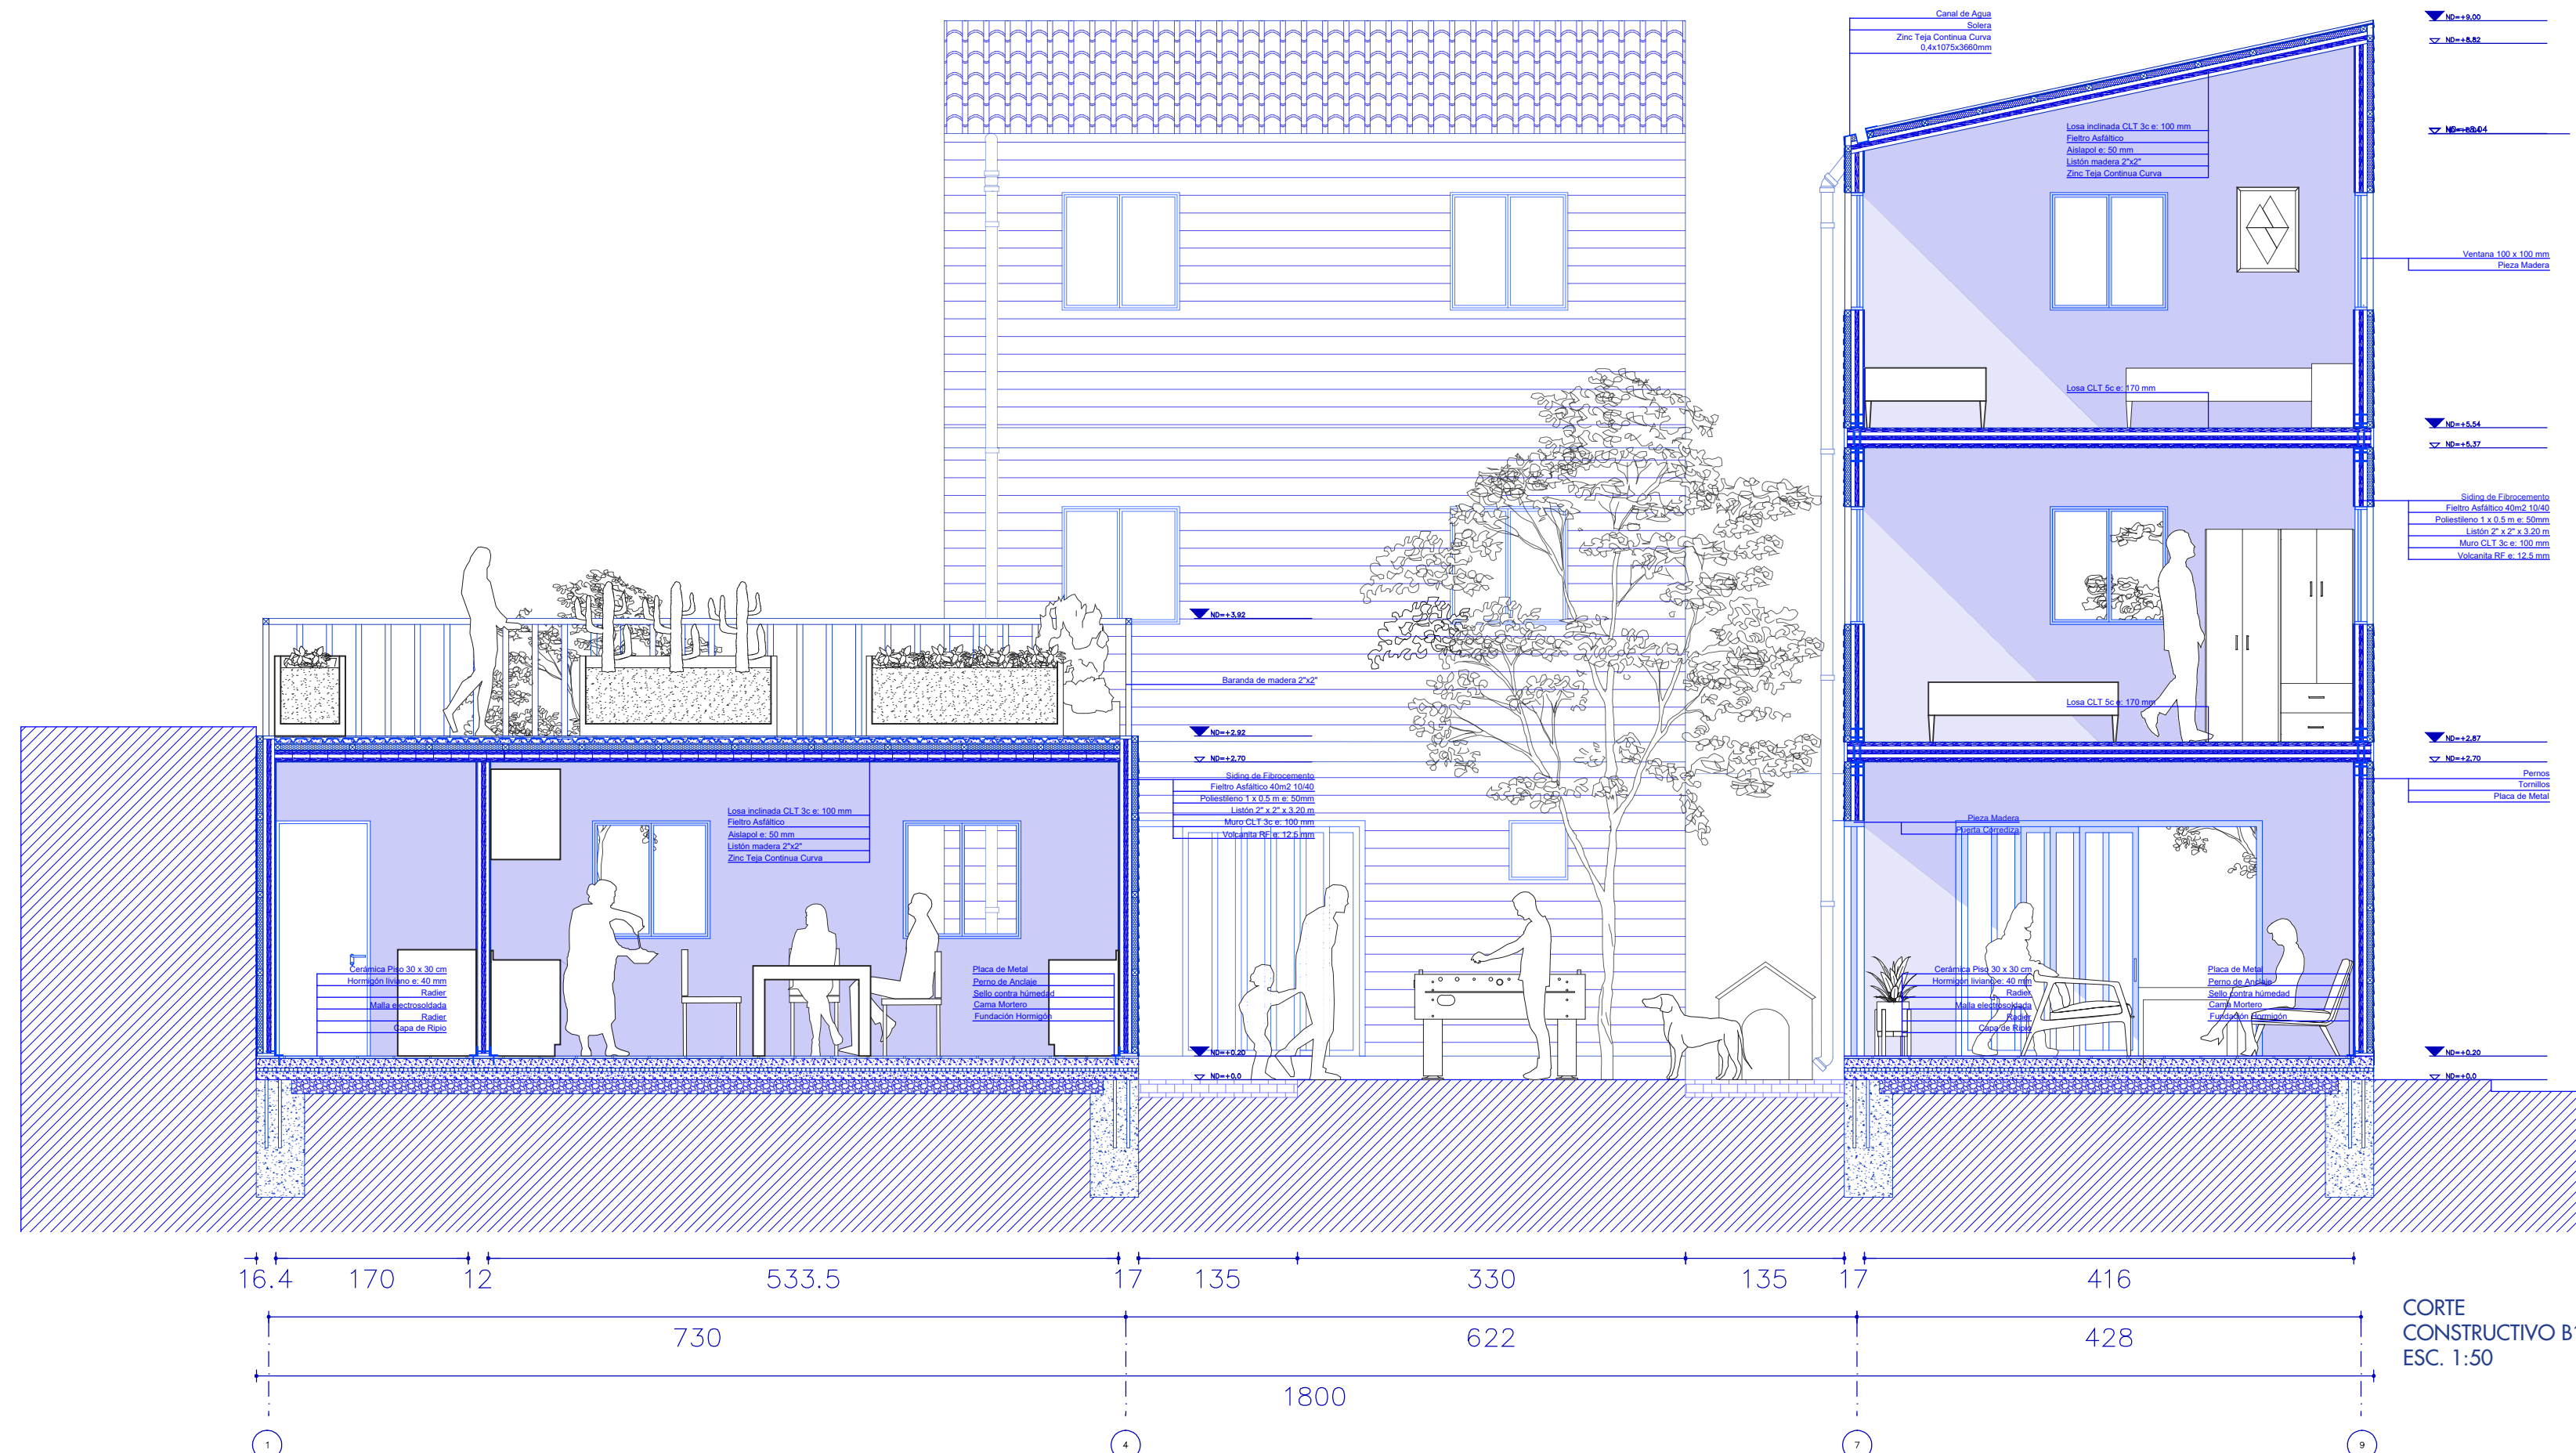 Canal de Agua
Solera
Zinc Teja Continua Curva
0,4x1075x3660mm
ND=+9.00
ND=+8.82
Losa inclinada CLT 3c e: 100 mm
Fieltro Asfáltico
Aislapol e: 50 mm
Listón madera 2"x2"
Zinc Teja Continua Curva
Ventana 100 x 100 mm
Pieza Madera
Losa CLT 5c e: 170 mm
ND=+5.54
ND=+5.37
Siding de Fibrocemento
Fieltro Asfáltico 40m2 10/40
Poliestileno 1 x 0.5 m e: 50mm
Listón 2" x 2" x 3.20 m
Muro CLT 3c e: 100 mm
Volcanita RF e: 12.5 mm
ND=+3.92
Baranda de madera 2"x2"
Losa CLT 5c e: 170 mm
ND=+2.92
ND=+2.70
ND=+2.87
ND=+2.70
Siding de Fibrocemento
Fieltro Asfáltico 40m2 10/40
Poliestileno 1 x 0.5 m e: 50mm
Listón 2" x 2" x 3.20 m
Muro CLT 3c e: 100 mm
Volcanita RF e: 12.5 mm
Pernos
Tornillos
Placa de Metal
Losa inclinada CLT 3c e: 100 mm
Fieltro Asfáltico
Aislapol e: 50 mm
Listón madera 2"x2"
Zinc Teja Continua Curva
Pieza Madera
Puerta Corrediza
Cerámica Piso 30 x 30 cm
Hormigón liviano e: 40 mm
Radier
Malla electrosoldada
Radier
Capa de Ripio
Placa de Metal
Perno de Anclaje
Sello contra húmedad
Cama Mortero
Fundación Hormigón
Cerámica Piso 30 x 30 cm
Hormigón liviano e: 40 mm
Radier
Malla electrosoldada
Radier
Capa de Ripio
Placa de Metal
Perno de Anclaje
Sello contra húmedad
Cama Mortero
Fundación Hormigón
ND=+0.20
ND=+0.0
ND=+0.20
ND=+0.0
16.4 170 12 533.5 17 135 330 135 17 416
730 622 428
1800
1 4 7 9
CORTE
CONSTRUCTIVO B1
ESC. 1:50